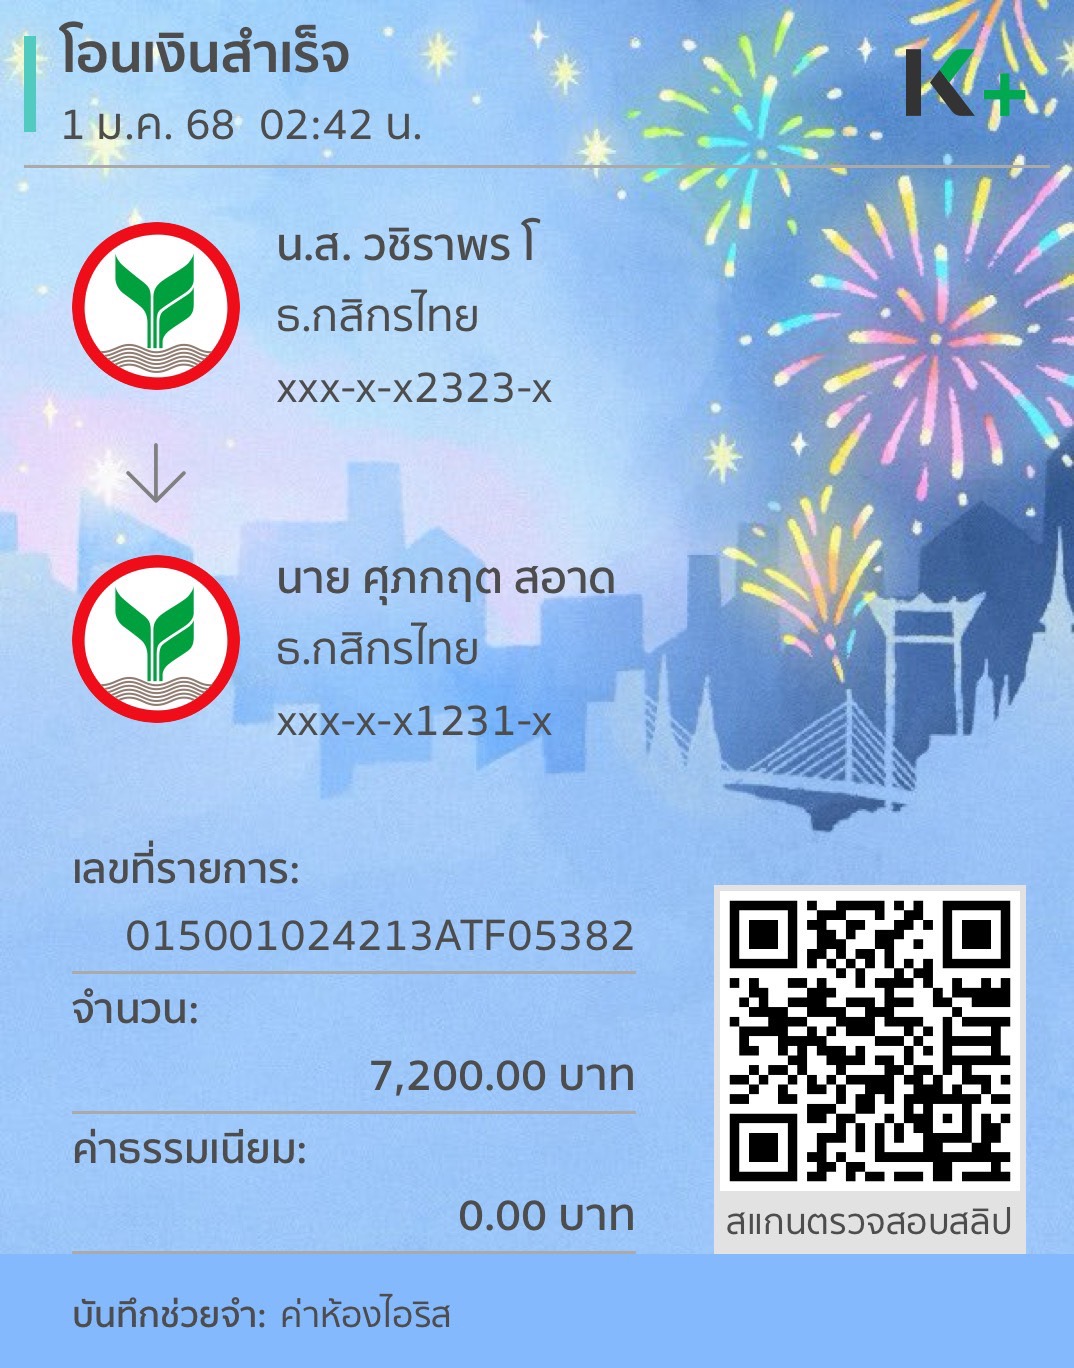 โอนเงินสำเร็จ
1 ม.ค. 68 02:42 น.
K+
น.ส. วชิราพร โ
ธ.กสิกรไทย
xxx-x-x2323-x
นาย ศุภกฤต สอาด
ธ.กสิกรไทย
xxx-x-x1231-x
เลขที่รายการ:
015001024213ATF05382
จำนวน:
7,200.00 บาท
ค่าธรรมเนียม:
0.00 บาท
สแกนตรวจสอบสลิป
บันทึกช่วยจำ: ค่าห้องไอริส